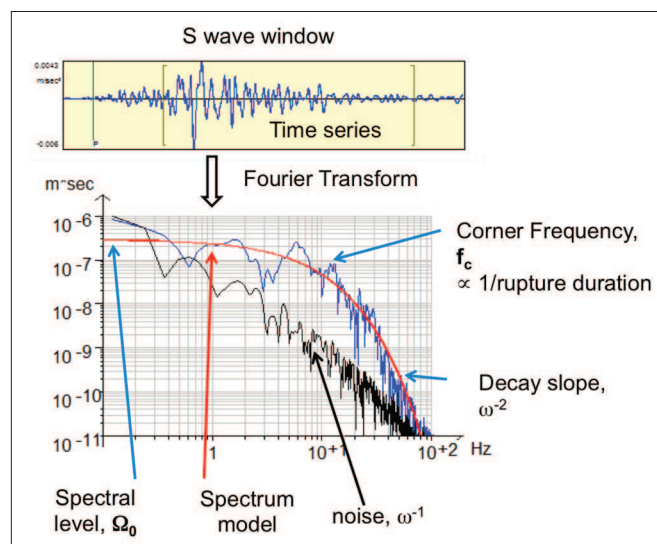 S wave window
0.0043
m/sec²
Time series
-0.006
P
Fourier Transform
m*sec
10 -6
10 -7
10 -8
10 -9
10 -10
10 -11
1
10+1
10+2
Hz
Corner Frequency,
fc
∝ 1/rupture duration
Decay slope,
ω-2
Spectral
level, Ω0
Spectrum
model
noise, ω-1